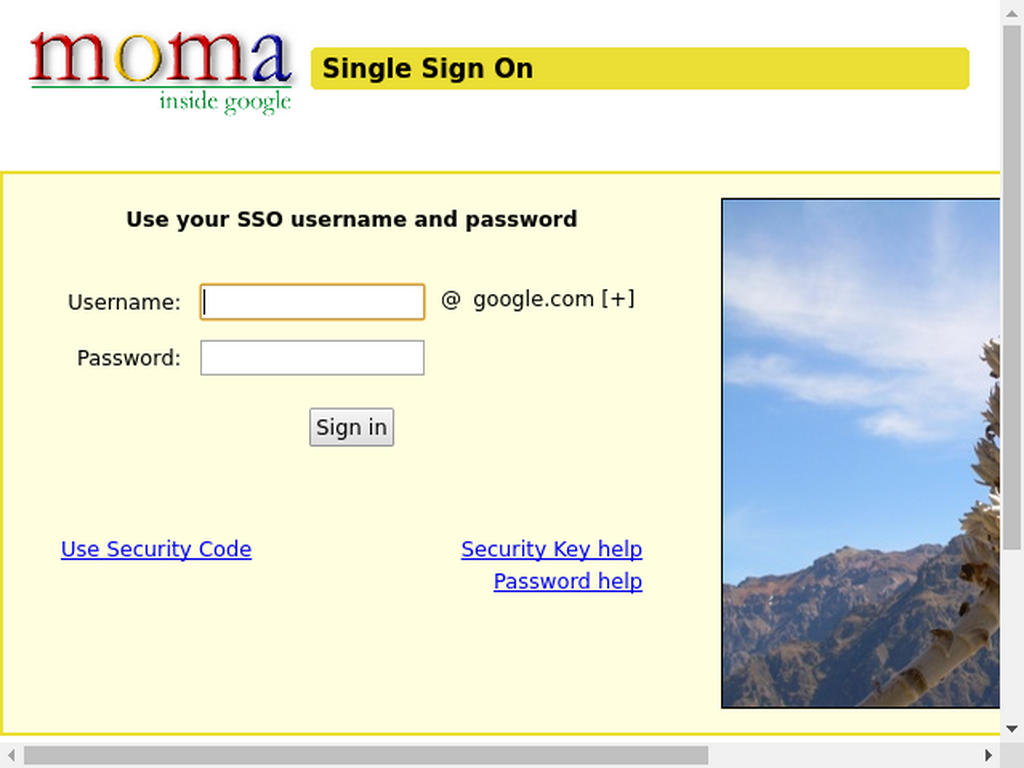 moma
inside google
Single Sign On
Use your SSO username and password
Username: @ google.com [+]
Password:
Sign in
Use Security Code Security Key help
Password help